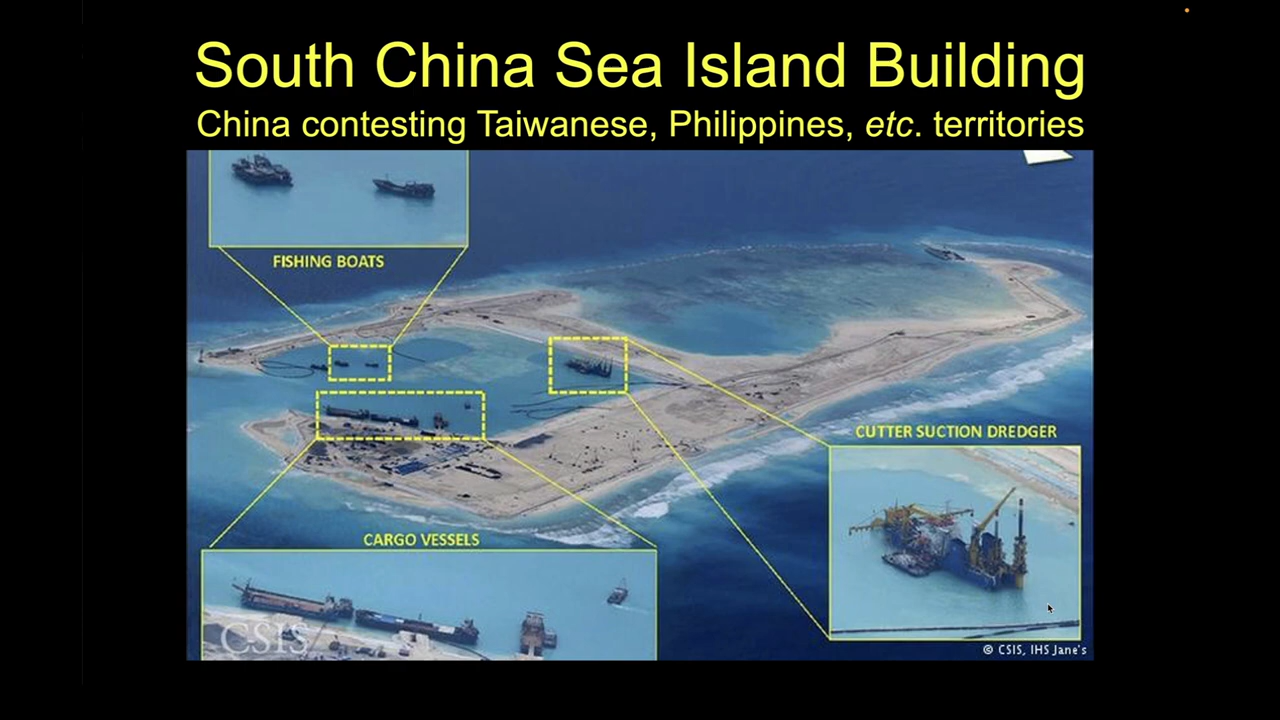 South China Sea Island Building
China contesting Taiwanese, Philippines, etc. territories
FISHING BOATS
CUTTER SUCTION DREDGER
CARGO VESSELS
CSIS
© CSIS, IHS Jane's